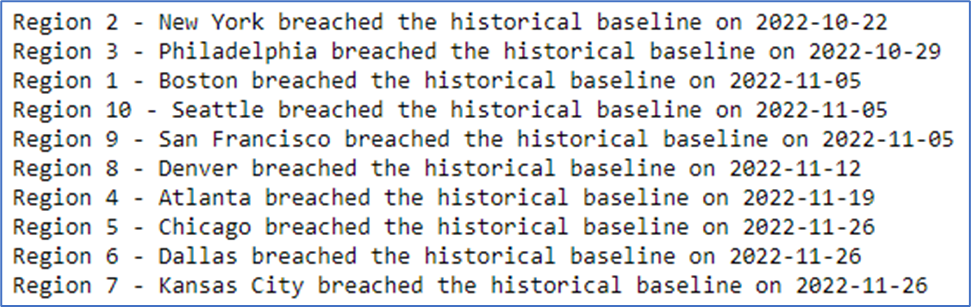 Region 2 - New York breached the historical baseline on 2022-10-22
Region 3 - Philadelphia breached the historical baseline on 2022-10-29
Region 1 - Boston breached the historical baseline on 2022-11-05
Region 10 - Seattle breached the historical baseline on 2022-11-05
Region 9 - San Francisco breached the historical baseline on 2022-11-05
Region 8 - Denver breached the historical baseline on 2022-11-12
Region 4 - Atlanta breached the historical baseline on 2022-11-19
Region 5 - Chicago breached the historical baseline on 2022-11-26
Region 6 - Dallas breached the historical baseline on 2022-11-26
Region 7 - Kansas City breached the historical baseline on 2022-11-26